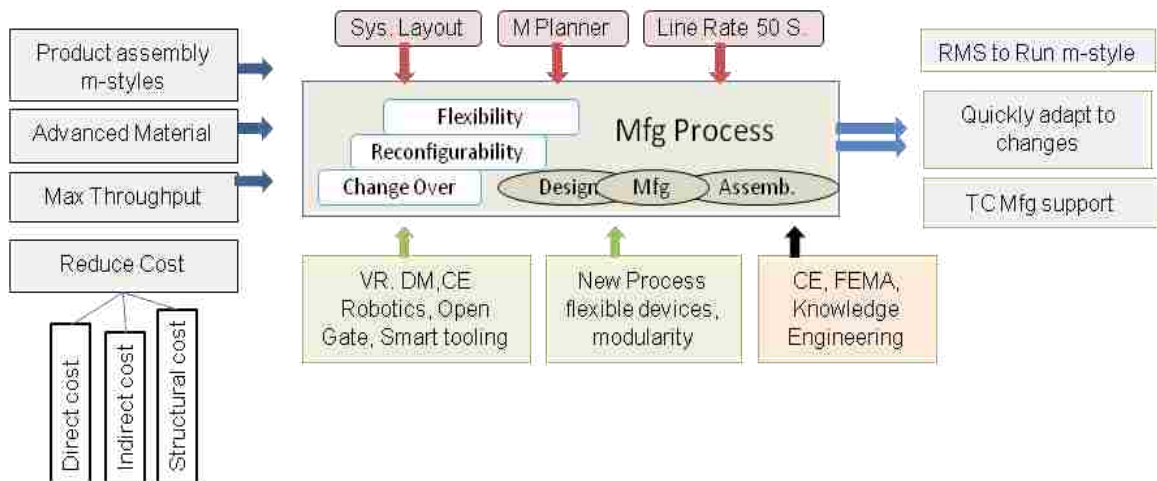 Sys. Layout
M Planner
Line Rate 50 S.
Product assembly
m-styles
Advanced Material
Max Throughput
Reduce Cost
Direct cost
Indirect cost
Structural cost
Flexibility
Reconfigurability
Change Over
Mfg Process
Design
Mfg
Assemb.
VR. DM,CE
Robotics, Open
Gate, Smart tooling
New Process
flexible devices,
modularity
CE, FEMA,
Knowledge
Engineering
RMS to Run m-style
Quickly adapt to
changes
TC Mfg support